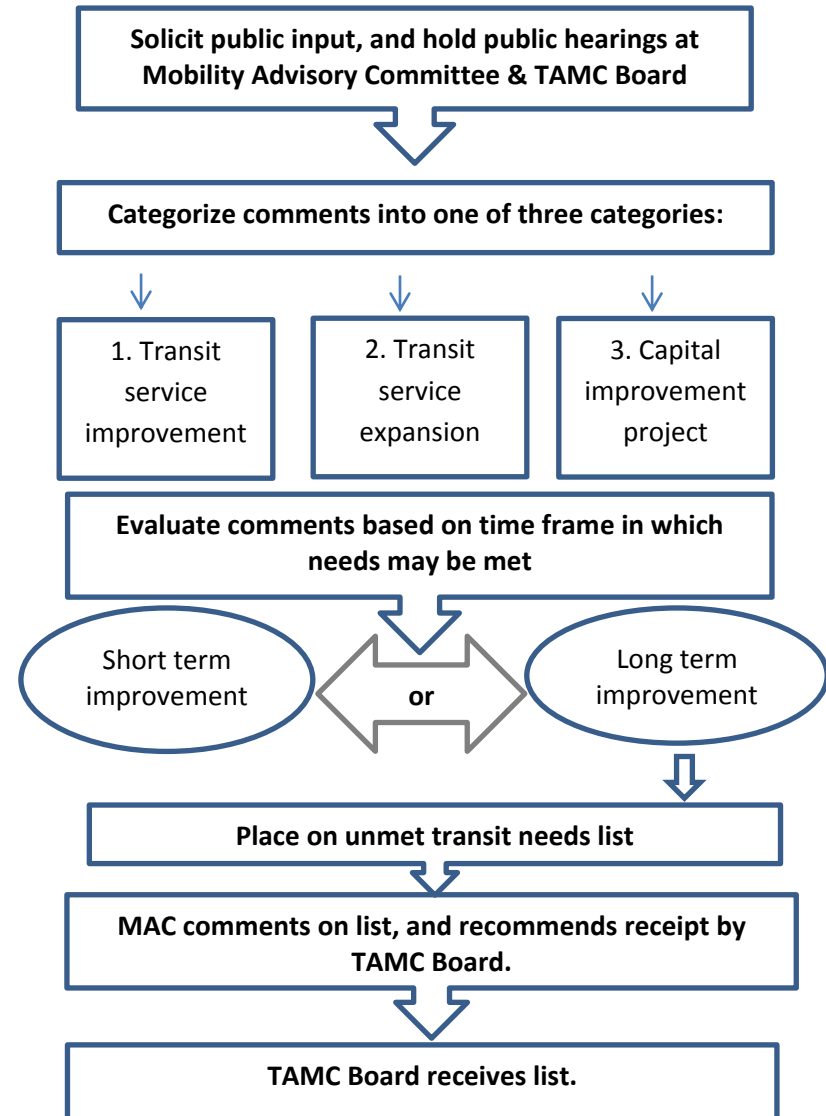 Solicit public input, and hold public hearings at
Mobility Advisory Committee & TAMC Board
Categorize comments into one of three categories:
1. Transit
service
improvement
2. Transit
service
expansion
3. Capital
improvement
project
Evaluate comments based on time frame in which
needs may be met
Short term
improvement
or
Long term
improvement
Place on unmet transit needs list
MAC comments on list, and recommends receipt by
TAMC Board.
TAMC Board receives list.